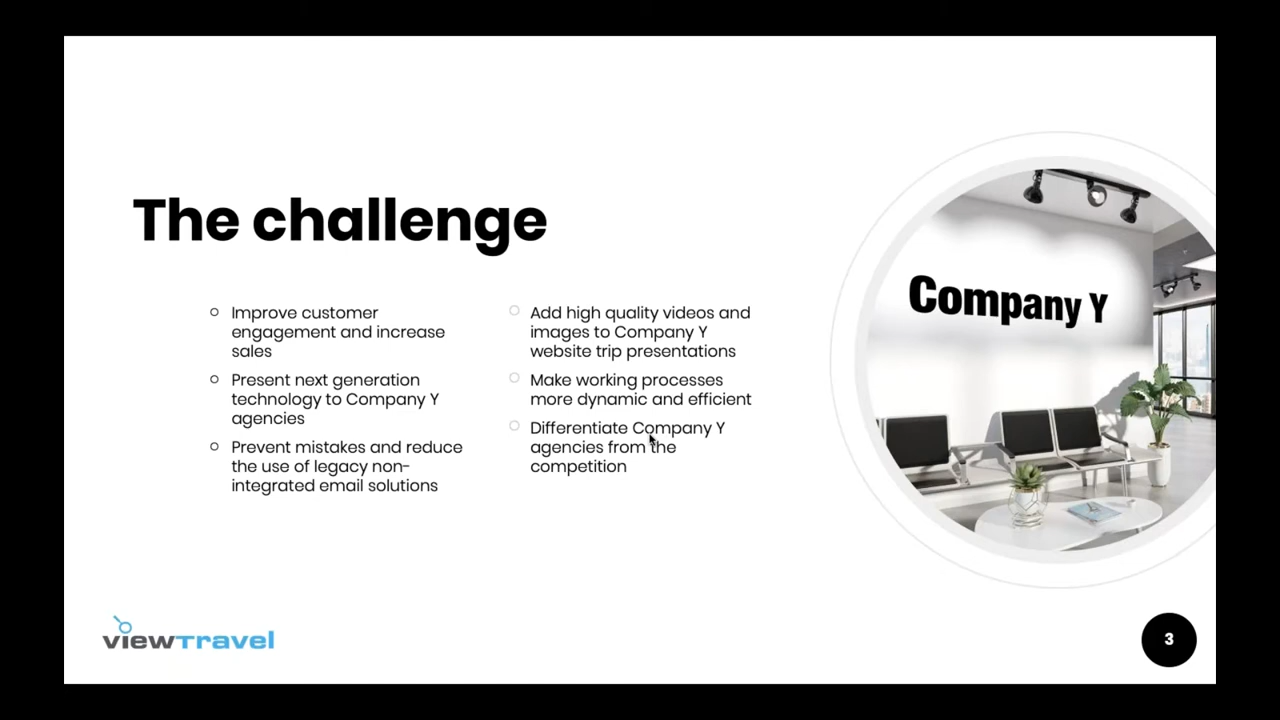 The challenge
Improve customer
engagement and increase
sales
Present next generation
technology to Company Y
agencies
Prevent mistakes and reduce
the use of legacy non-
integrated email solutions
Add high quality videos and
images to Company Y
website trip presentations
Make working processes
more dynamic and efficient
Differentiate Company Y
agencies from the
competition
Company Y
viewTravel
3